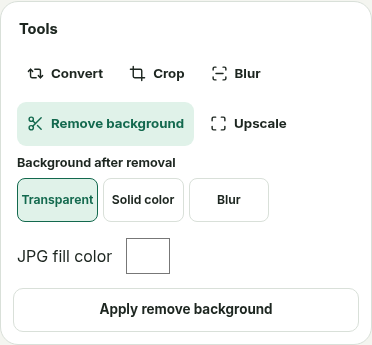 Tools
Convert Crop Blur
Remove background Upscale
Background after removal
Transparent Solid color Blur
JPG fill color
Apply remove background